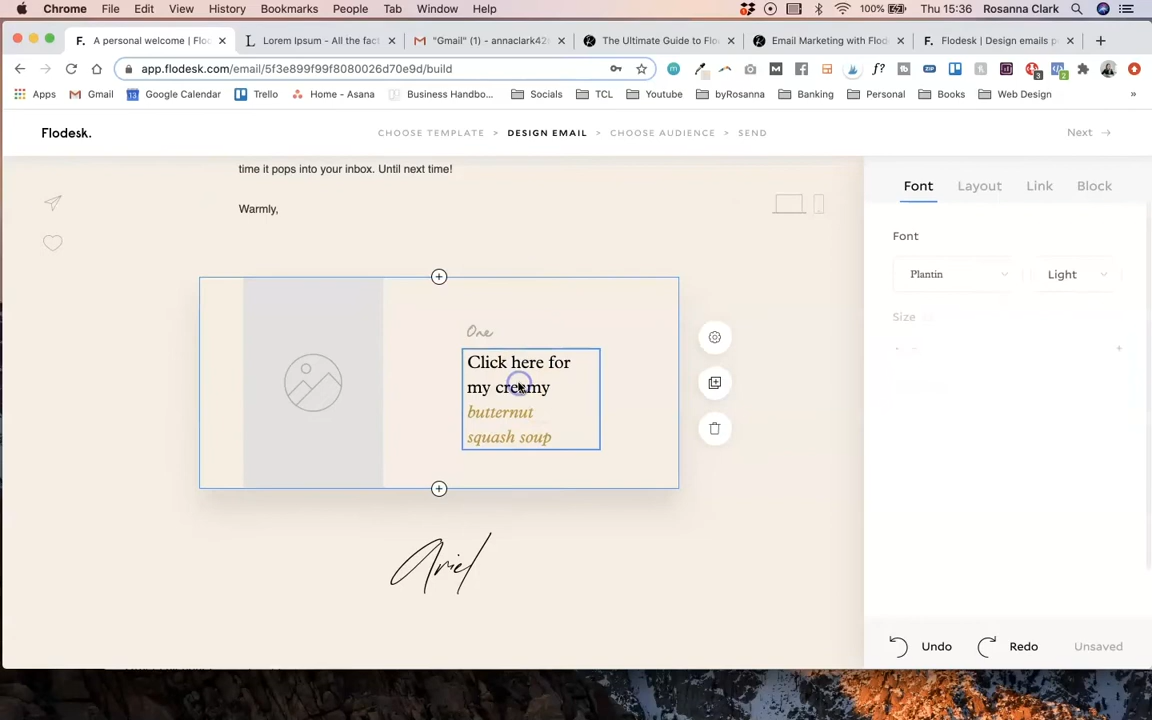 Chrome File Edit View History Bookmarks People Tab Window Help 100% Thu 15:36 Rosanna Clark
F. A personal welcome | Floc × L Lorem Ipsum - All the fact × "Gmail" (1) - annaclark42 × The Ultimate Guide to Flo × Email Marketing with Flod × F. Flodesk | Design emails p × +
app.flodesk.com/email/5f3e899f99f8080026d70e9d/build
Apps Gmail Google Calendar Trello Home - Asana Business Handbo... Socials TCL Youtube byRosanna Banking Personal Books Web Design »
Flodesk. CHOOSE TEMPLATE > DESIGN EMAIL > CHOOSE AUDIENCE > SEND Next →
time it pops into your inbox. Until next time!
Warmly,
One
Click here for
my creamy
butternut
squash soup
Ariel
Font Layout Link Block
Font
Plantin Light
Size
Undo Redo Unsaved